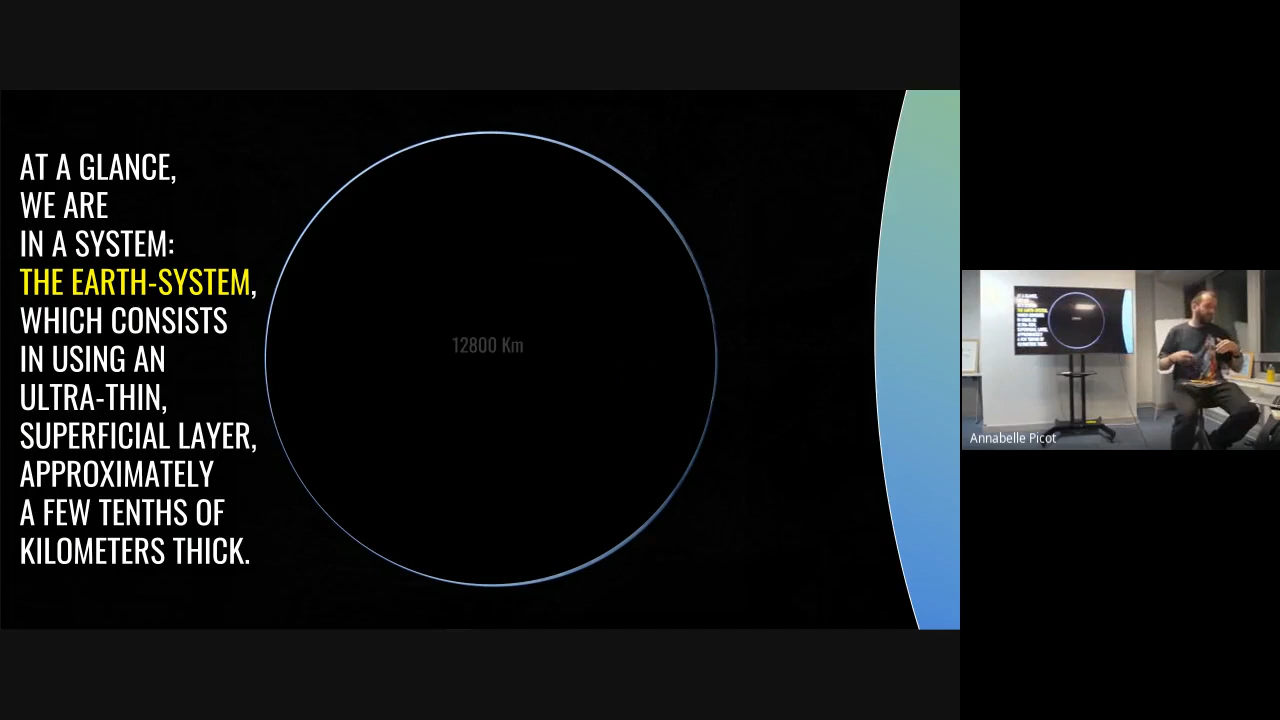 AT A GLANCE,
WE ARE
IN A SYSTEM:
THE EARTH-SYSTEM,
WHICH CONSISTS
IN USING AN
ULTRA-THIN,
SUPERFICIAL LAYER,
APPROXIMATELY
A FEW TENTHS OF
KILOMETERS THICK.
12800 Km
Annabelle Picot